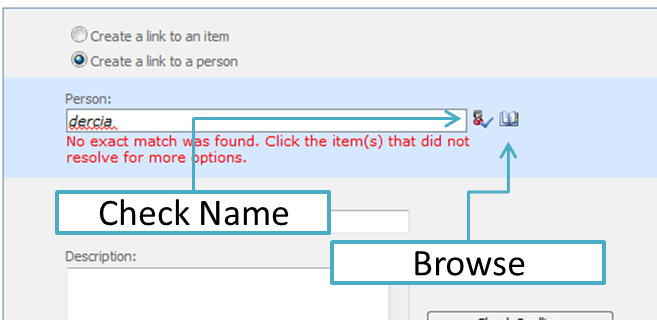 Create a link to an item
Create a link to a person
Person:
dercia
No exact match was found. Click the item(s) that did not
resolve for more options.
Check Name
Description:
Browse